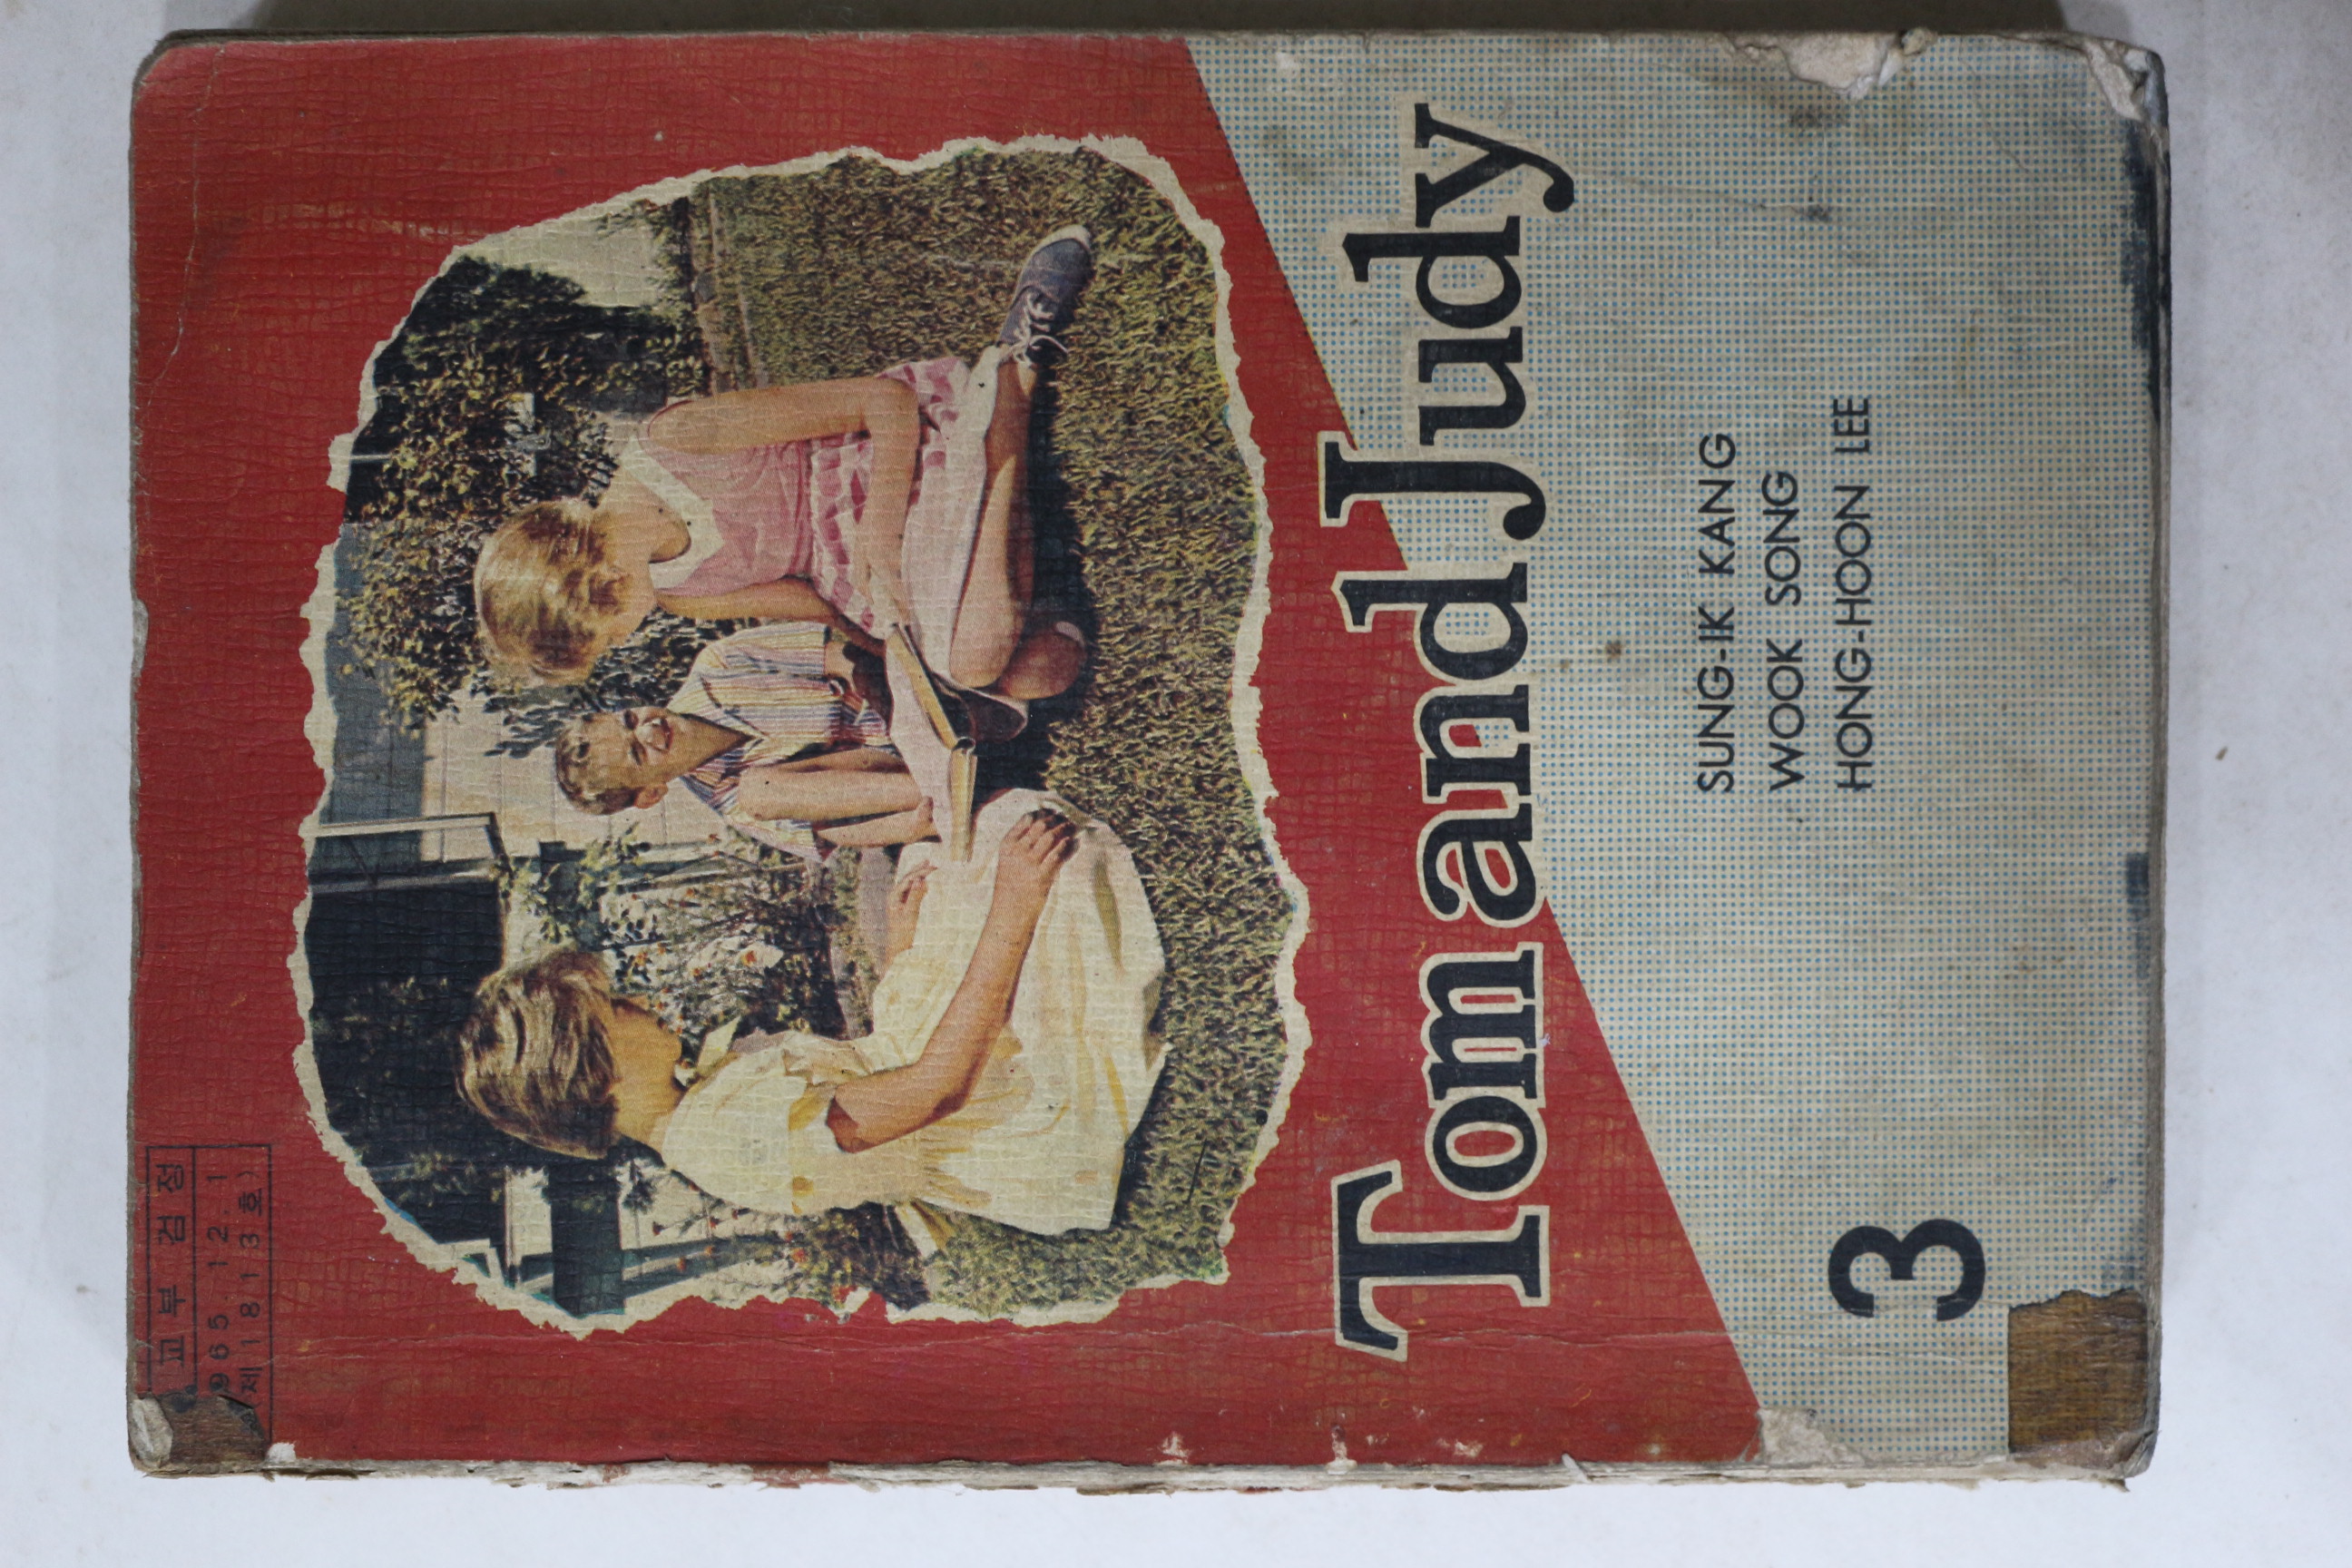 교부 검정
965. 12. 1
제 1813호)
Tom and Judy
SUNG-IK KANG
WOOK SONG
HONG-HOON LEE
3